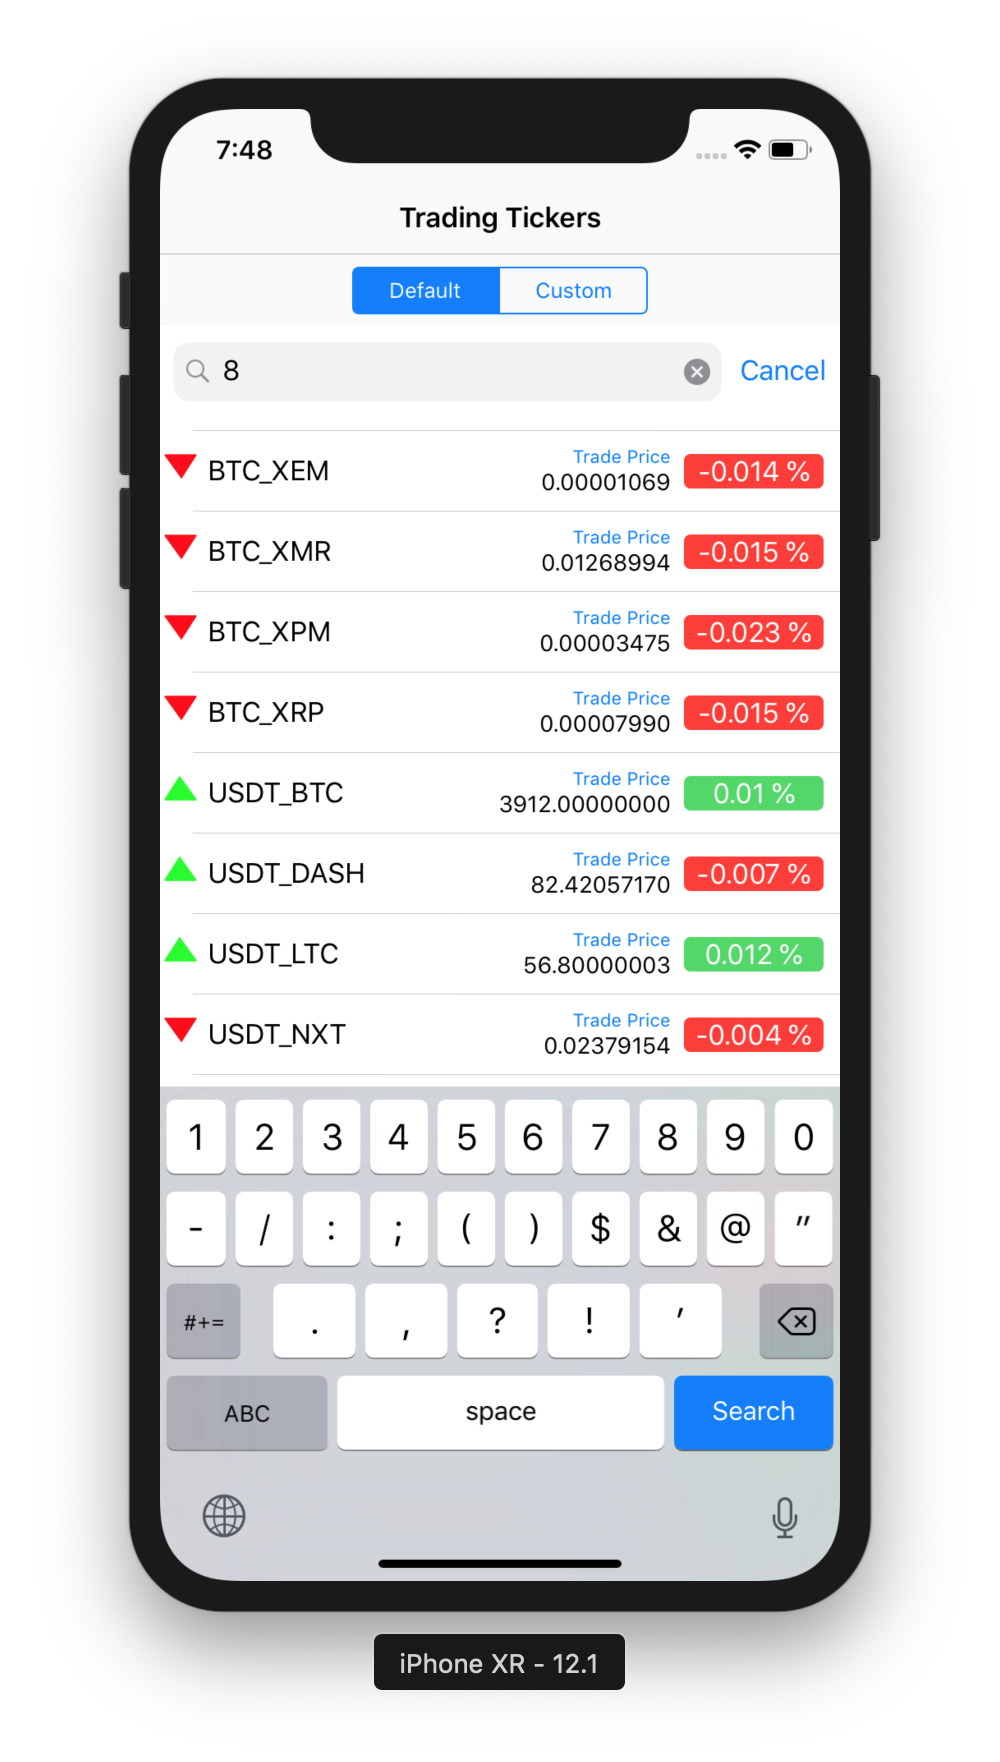 7:48
Trading Tickers
Default Custom
8 Cancel
Trade Price
BTC_XEM 0.00001069 -0.014 %
Trade Price
BTC_XMR 0.01268994 -0.015 %
Trade Price
BTC_XPM 0.00003475 -0.023 %
Trade Price
BTC_XRP 0.00007990 -0.015 %
Trade Price
USDT_BTC 3912.00000000 0.01 %
Trade Price
USDT_DASH 82.42057170 -0.007 %
Trade Price
USDT_LTC 56.80000003 0.012 %
Trade Price
USDT_NXT 0.02379154 -0.004 %
1 2 3 4 5 6 7 8 9 0
- / : ; ( ) $ & @ "
#+= . , ? ! '
ABC space Search
iPhone XR - 12.1